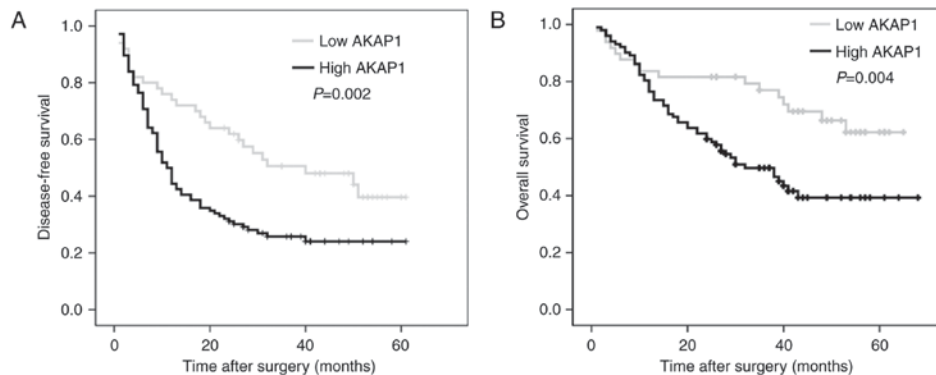 A
Disease-free survival
1.0
0.8
0.6
0.4
0.2
0.0
Low AKAP1
High AKAP1
P=0.002
0 20 40 60
Time after surgery (months)
B
Overall survival
1.0
0.8
0.6
0.4
0.2
0.0
Low AKAP1
High AKAP1
P=0.004
0 20 40 60
Time after surgery (months)